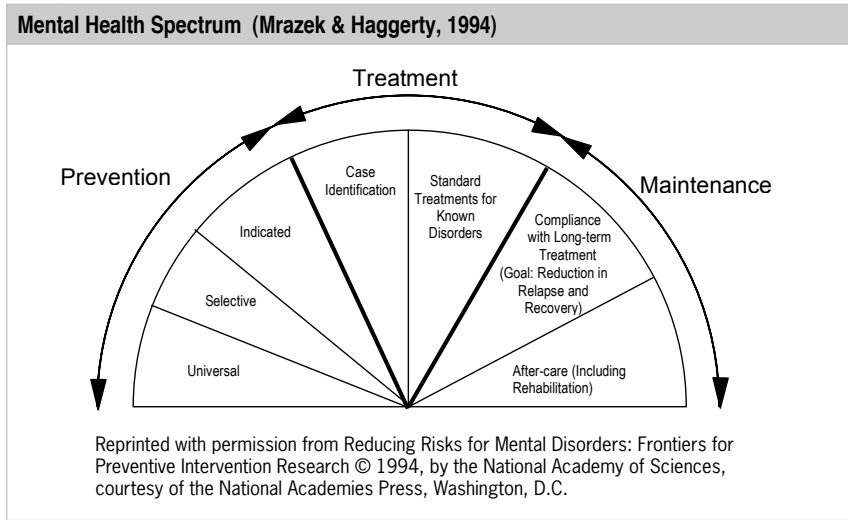 Mental Health Spectrum (Mrazek & Haggerty, 1994)
Treatment
Prevention
Maintenance
Case
Identification
Standard
Treatments for
Known
Disorders
Indicated
Compliance
with Long-term
Treatment
(Goal: Reduction in
Relapse and
Recovery)
Selective
Universal
After-care (Including
Rehabilitation)
Reprinted with permission from Reducing Risks for Mental Disorders: Frontiers for
Preventive Intervention Research © 1994, by the National Academy of Sciences,
courtesy of the National Academies Press, Washington, D.C.